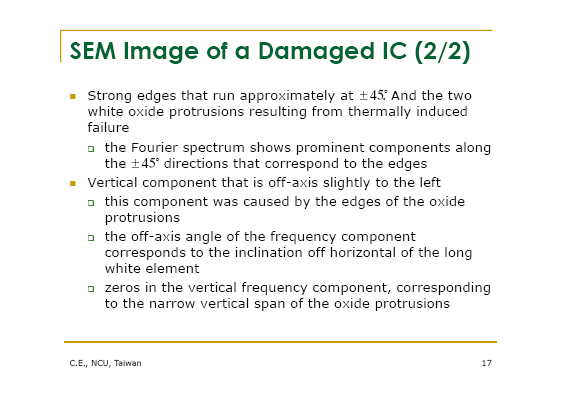 SEM Image of a Damaged IC (2/2)
Strong edges that run approximately at ±45°. And the two
white oxide protrusions resulting from thermally induced
failure
the Fourier spectrum shows prominent components along
the ±45° directions that correspond to the edges
Vertical component that is off-axis slightly to the left
this component was caused by the edges of the oxide
protrusions
the off-axis angle of the frequency component
corresponds to the inclination off horizontal of the long
white element
zeros in the vertical frequency component, corresponding
to the narrow vertical span of the oxide protrusions
C.E., NCU, Taiwan
17